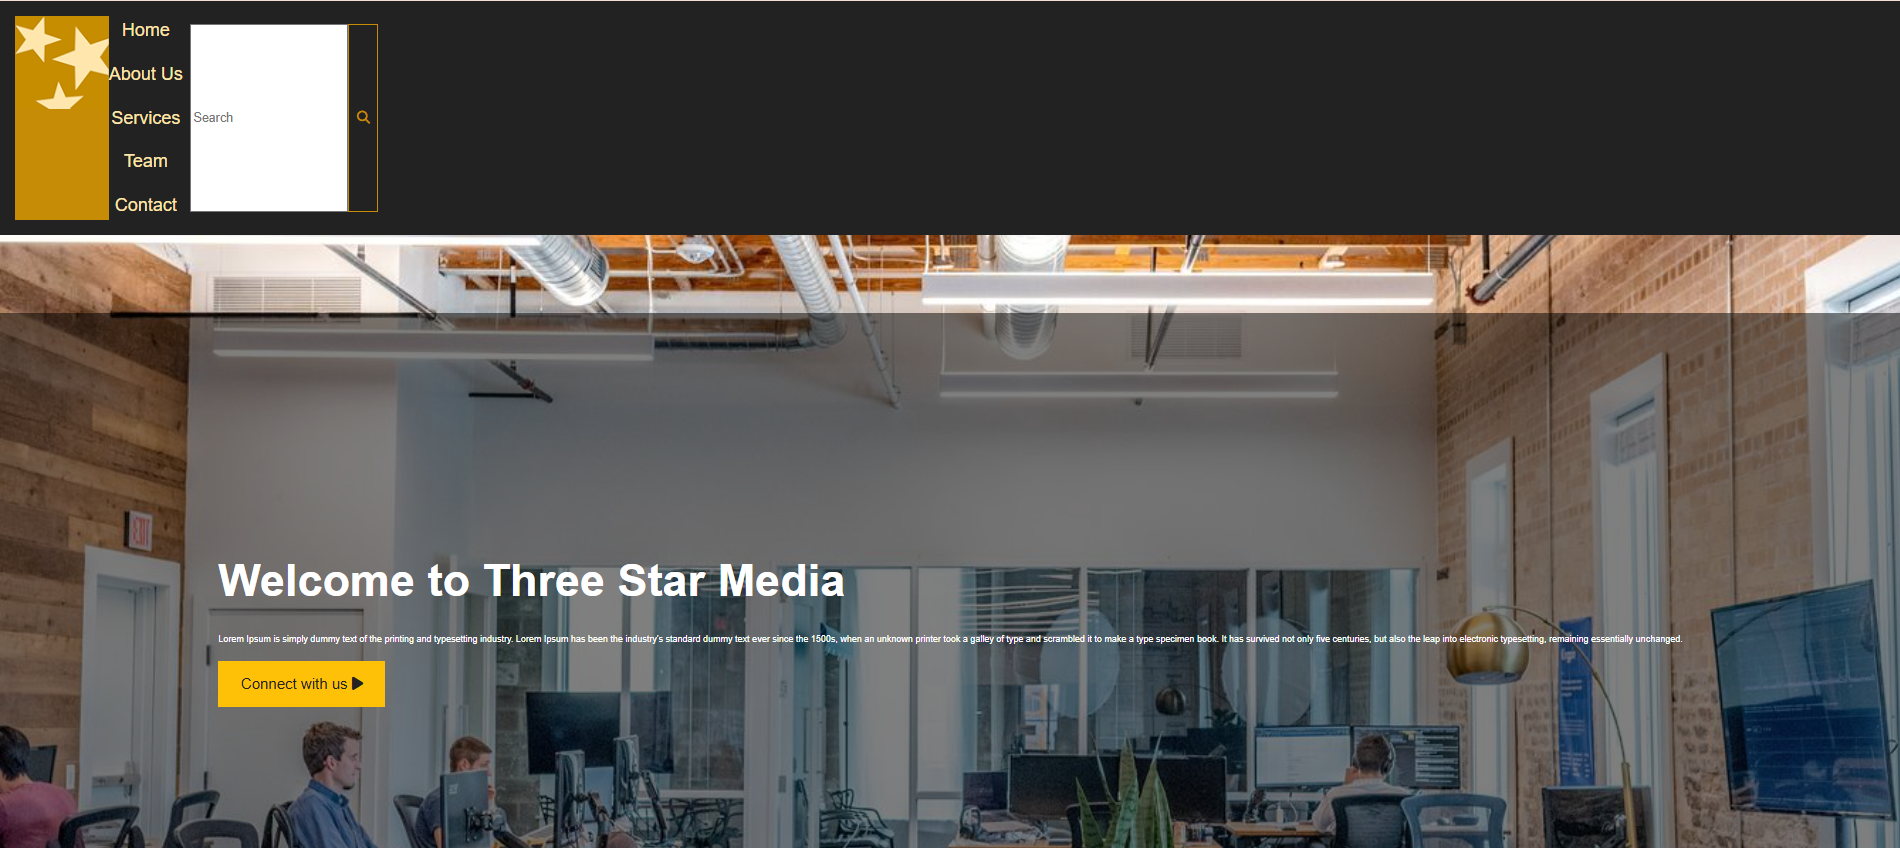 Home
About Us
Services
Team
Contact
Search
EXIT
Welcome to Three Star Media
Lorem Ipsum is simply dummy text of the printing and typesetting industry. Lorem Ipsum has been the industry's standard dummy text ever since the 1500s, when an unknown printer took a galley of type and scrambled it to make a type specimen book. It has survived not only five centuries, but also the leap into electronic typesetting, remaining essentially unchanged.
Connect with us